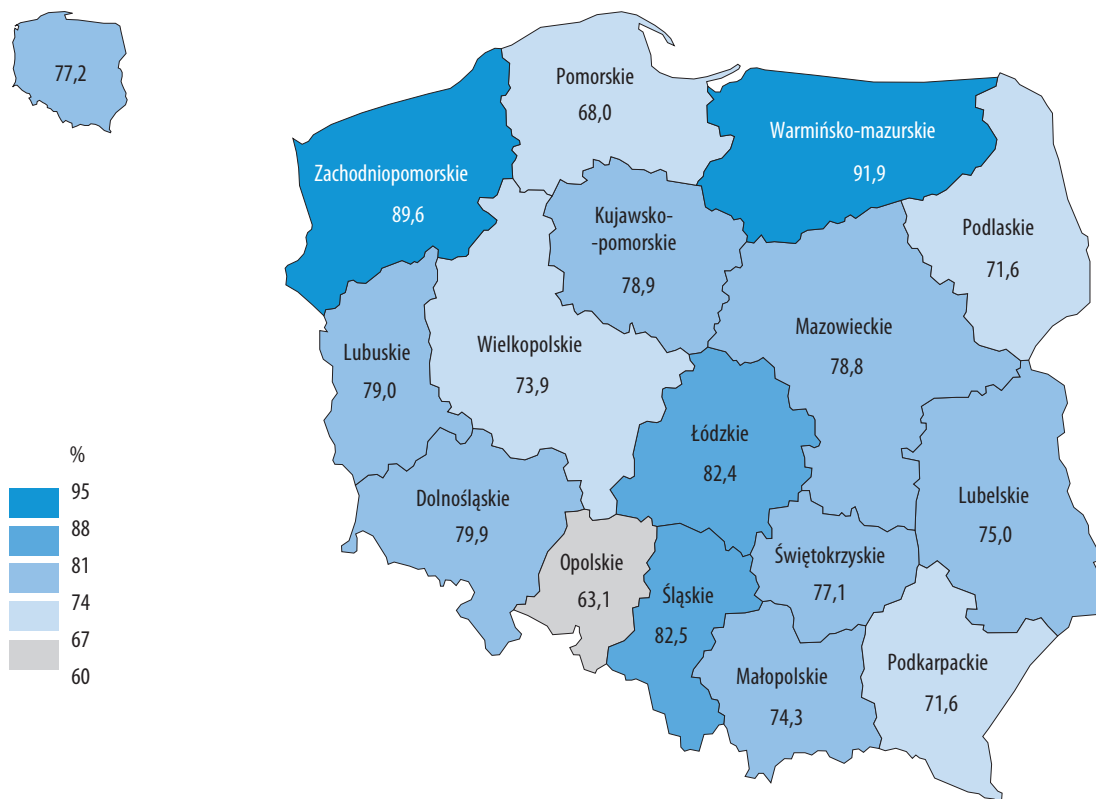 77,2
Pomorskie
68,0
Warmińsko-mazurskie
91,9
Zachodniopomorskie
89,6
Kujawsko-
-pomorskie
78,9
Podlaskie
71,6
Mazowieckie
78,8
Wielkopolskie
73,9
Lubuskie
79,0
Łódzkie
82,4
Dolnośląskie
79,9
Lubelskie
75,0
Opolskie
63,1
Świętokrzyskie
77,1
Śląskie
82,5
Małopolskie
74,3
Podkarpackie
71,6
%
95
88
81
74
67
60